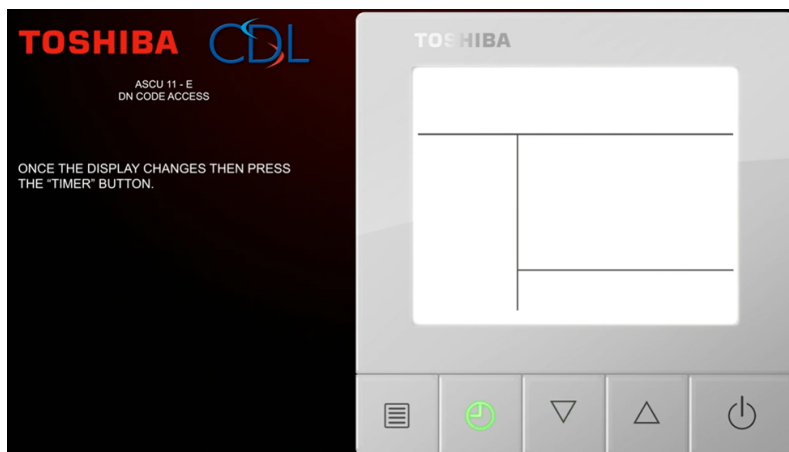 TOSHIBA CDL
ASCU 11 - E
DN CODE ACCESS
ONCE THE DISPLAY CHANGES THEN PRESS
THE “TIMER” BUTTON.
TOSHIBA